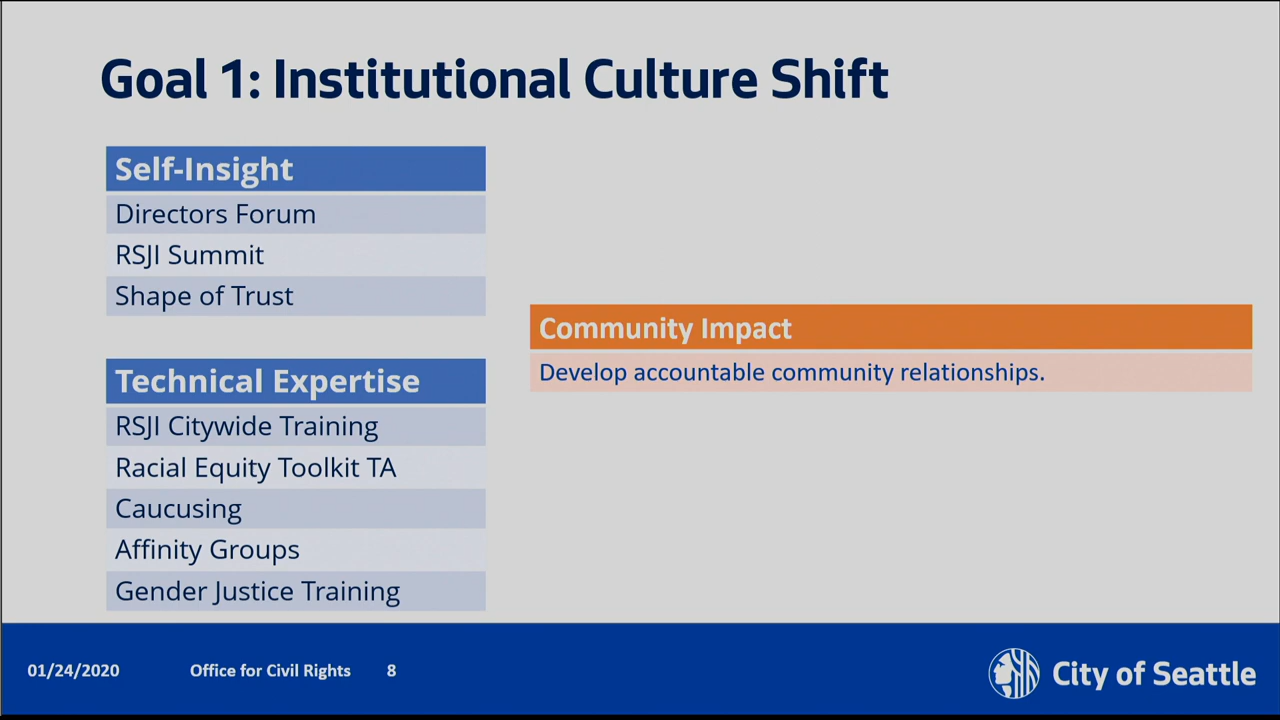 Goal 1: Institutional Culture Shift
Self-Insight
Directors Forum
RSJI Summit
Shape of Trust
Technical Expertise
RSJI Citywide Training
Racial Equity Toolkit TA
Caucusing
Affinity Groups
Gender Justice Training
Community Impact
Develop accountable community relationships.
01/24/2020
Office for Civil Rights
8
City of Seattle